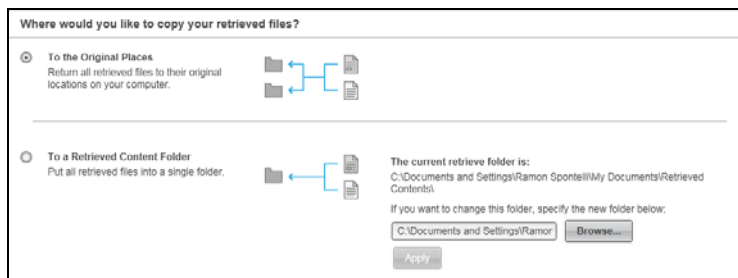 Where would you like to copy your retrieved files?
To the Original Places
Return all retrieved files to their original
locations on your computer.
To a Retrieved Content Folder
Put all retrieved files into a single folder.
The current retrieve folder is:
C:\Documents and Settings\Ramon Spontelli\My Documents\Retrieved
Contents\
If you want to change this folder, specify the new folder below:
C:\Documents and Settings\Ramor
Browse...
Apply